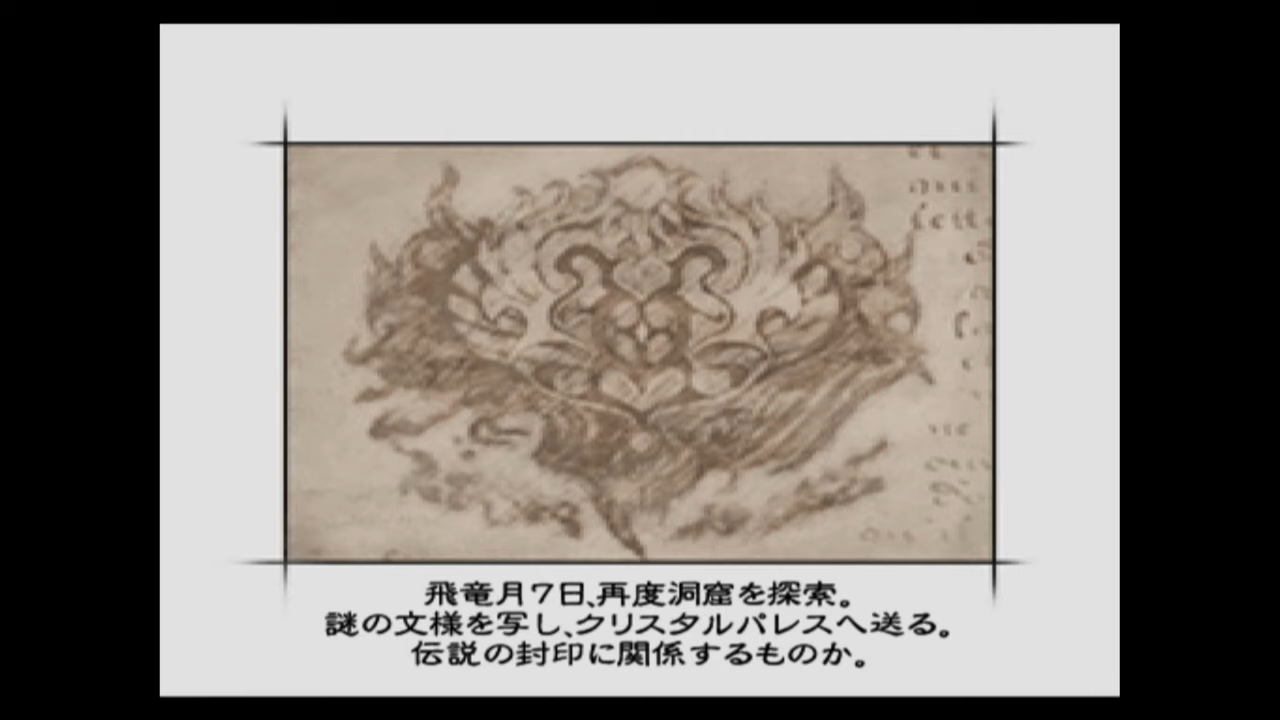 飛竜月7日、再度洞窟を探索。
謎の文様を写し、クリスタルパレスへ送る。
伝説の封印に関係するものか。